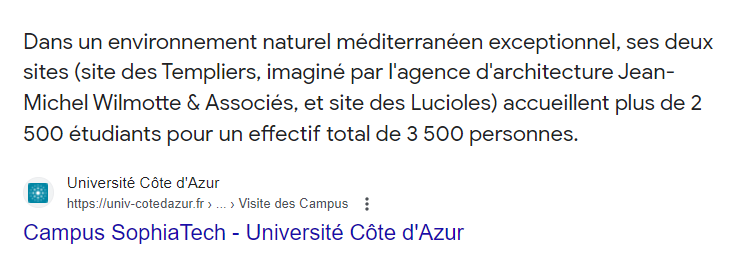 Dans un environnement naturel méditerranéen exceptionnel, ses deux
sites (site des Templiers, imaginé par l'agence d'architecture Jean-
Michel Wilmotte & Associés, et site des Lucioles) accueillent plus de 2
500 étudiants pour un effectif total de 3 500 personnes.
Université Côte d'Azur
https://univ-cotedazur.fr › ... › Visite des Campus
Campus SophiaTech - Université Côte d'Azur